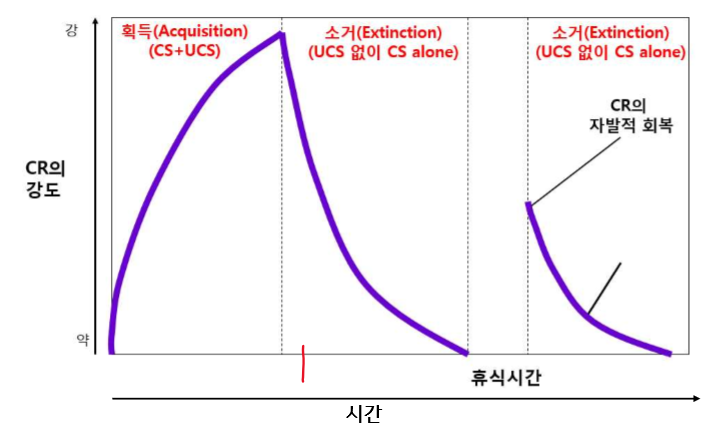 강
획득(Acquisition)
(CS+UCS)
소거(Extinction)
(UCS 없이 CS alone)
소거(Extinction)
(UCS 없이 CS alone)
CR의
자발적 회복
CR의
강도
약
휴식시간
시간